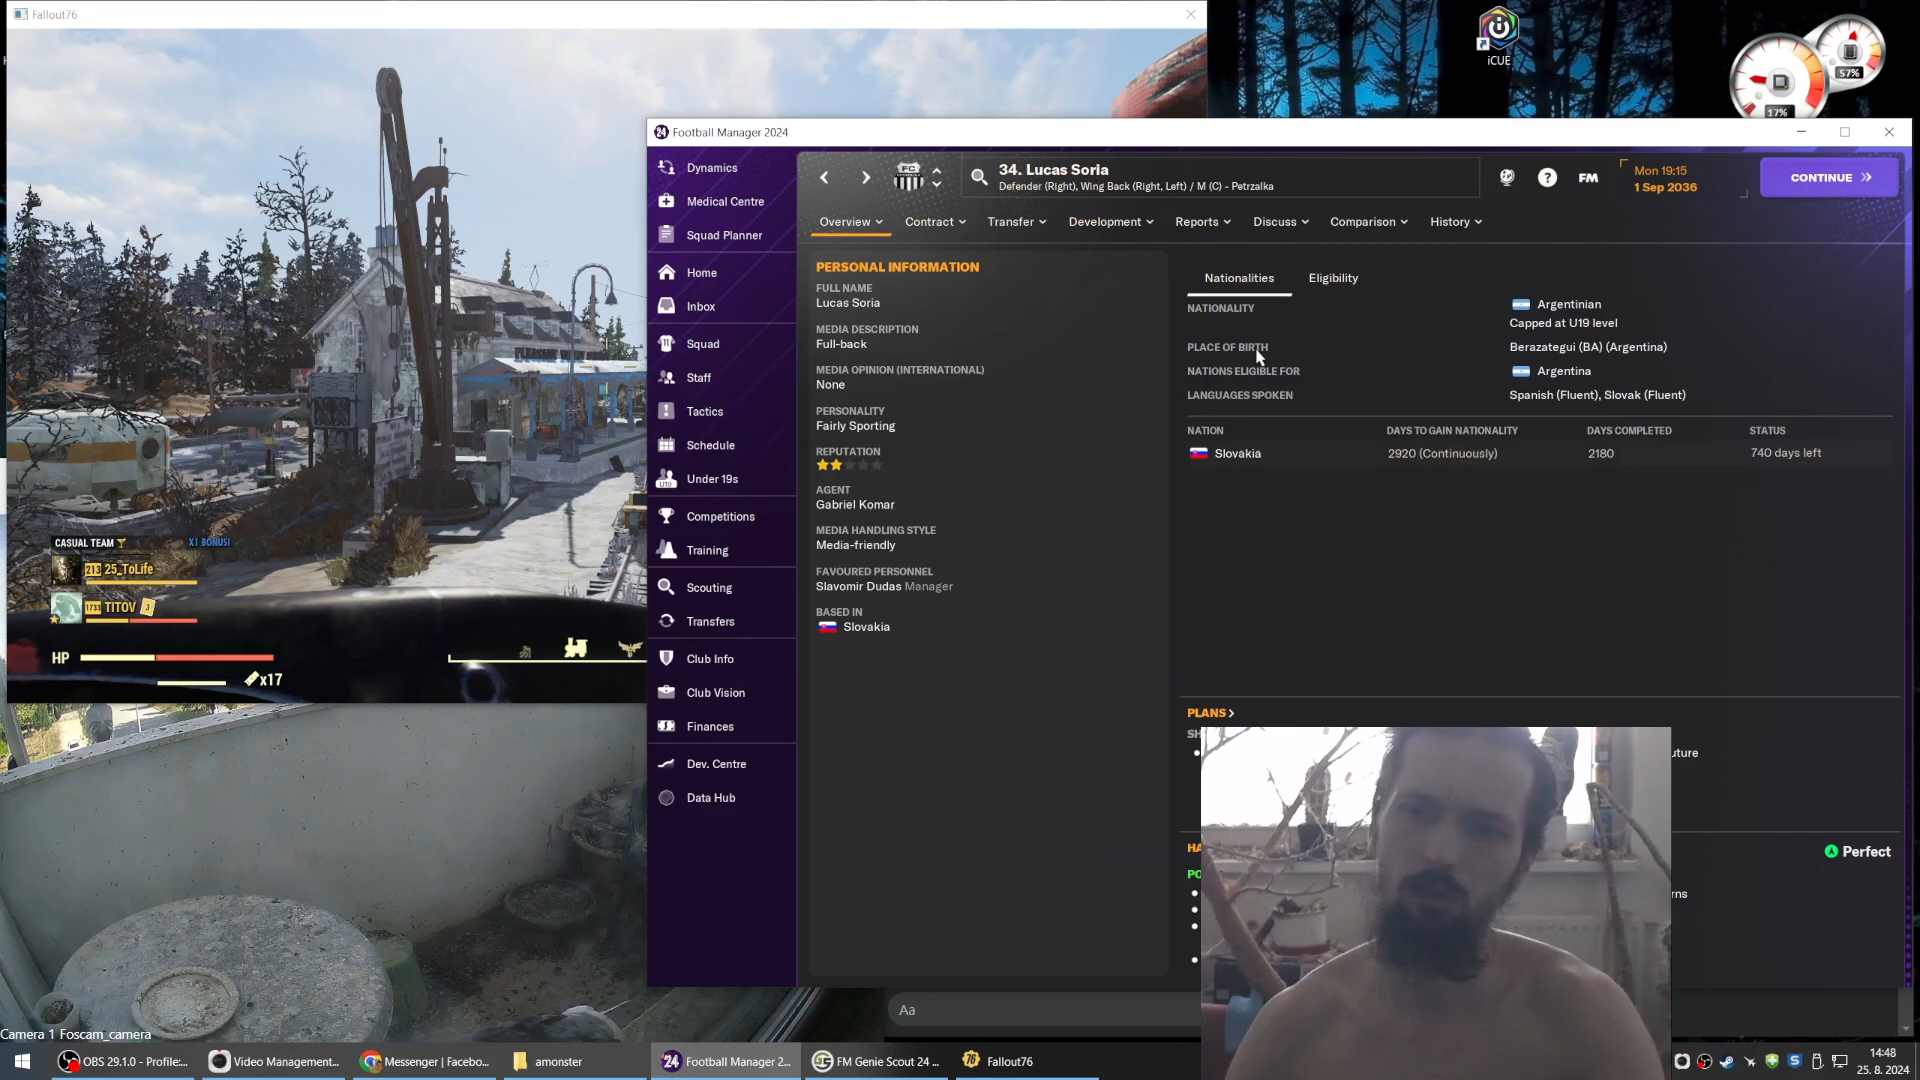 Fallout76
iCUE
57%
17%
Football Manager 2024
Dynamics
Medical Centre
Squad Planner
Home
Inbox
Squad
Staff
Tactics
Schedule
Under 19s
Competitions
Training
Scouting
Transfers
Club Info
Club Vision
Finances
Dev. Centre
Data Hub
34. Lucas Soria
Defender (Right), Wing Back (Right, Left) / M (C) - Petrzalka
FM
Mon 19:15
1 Sep 2036
CONTINUE
Overview
Contract
Transfer
Development
Reports
Discuss
Comparison
History
PERSONAL INFORMATION
FULL NAME
Lucas Soria
MEDIA DESCRIPTION
Full-back
MEDIA OPINION (INTERNATIONAL)
None
PERSONALITY
Fairly Sporting
REPUTATION
AGENT
Gabriel Komar
MEDIA HANDLING STYLE
Media-friendly
FAVOURED PERSONNEL
Slavomir Dudas Manager
BASED IN
Slovakia
Nationalities
Eligibility
NATIONALITY
Argentinian
Capped at U19 level
PLACE OF BIRTH
Berazategui (BA) (Argentina)
NATIONS ELIGIBLE FOR
Argentina
LANGUAGES SPOKEN
Spanish (Fluent), Slovak (Fluent)
NATION DAYS TO GAIN NATIONALITY DAYS COMPLETED STATUS
Slovakia 2920 (Continuously) 2180 740 days left
PLANS
SH
uture
HA
Perfect
PO
rns
CASUAL TEAM
X1 BONUS!
213 25_ToLife
1733 TITOV 3
HP
x17
Camera 1 Foscam_camera
Aa
OBS 29.1.0 - Profile:...
Video Management...
Messenger | Facebo...
amonster
Football Manager 2...
FM Genie Scout 24 ...
Fallout76
14:48
25. 8. 2024